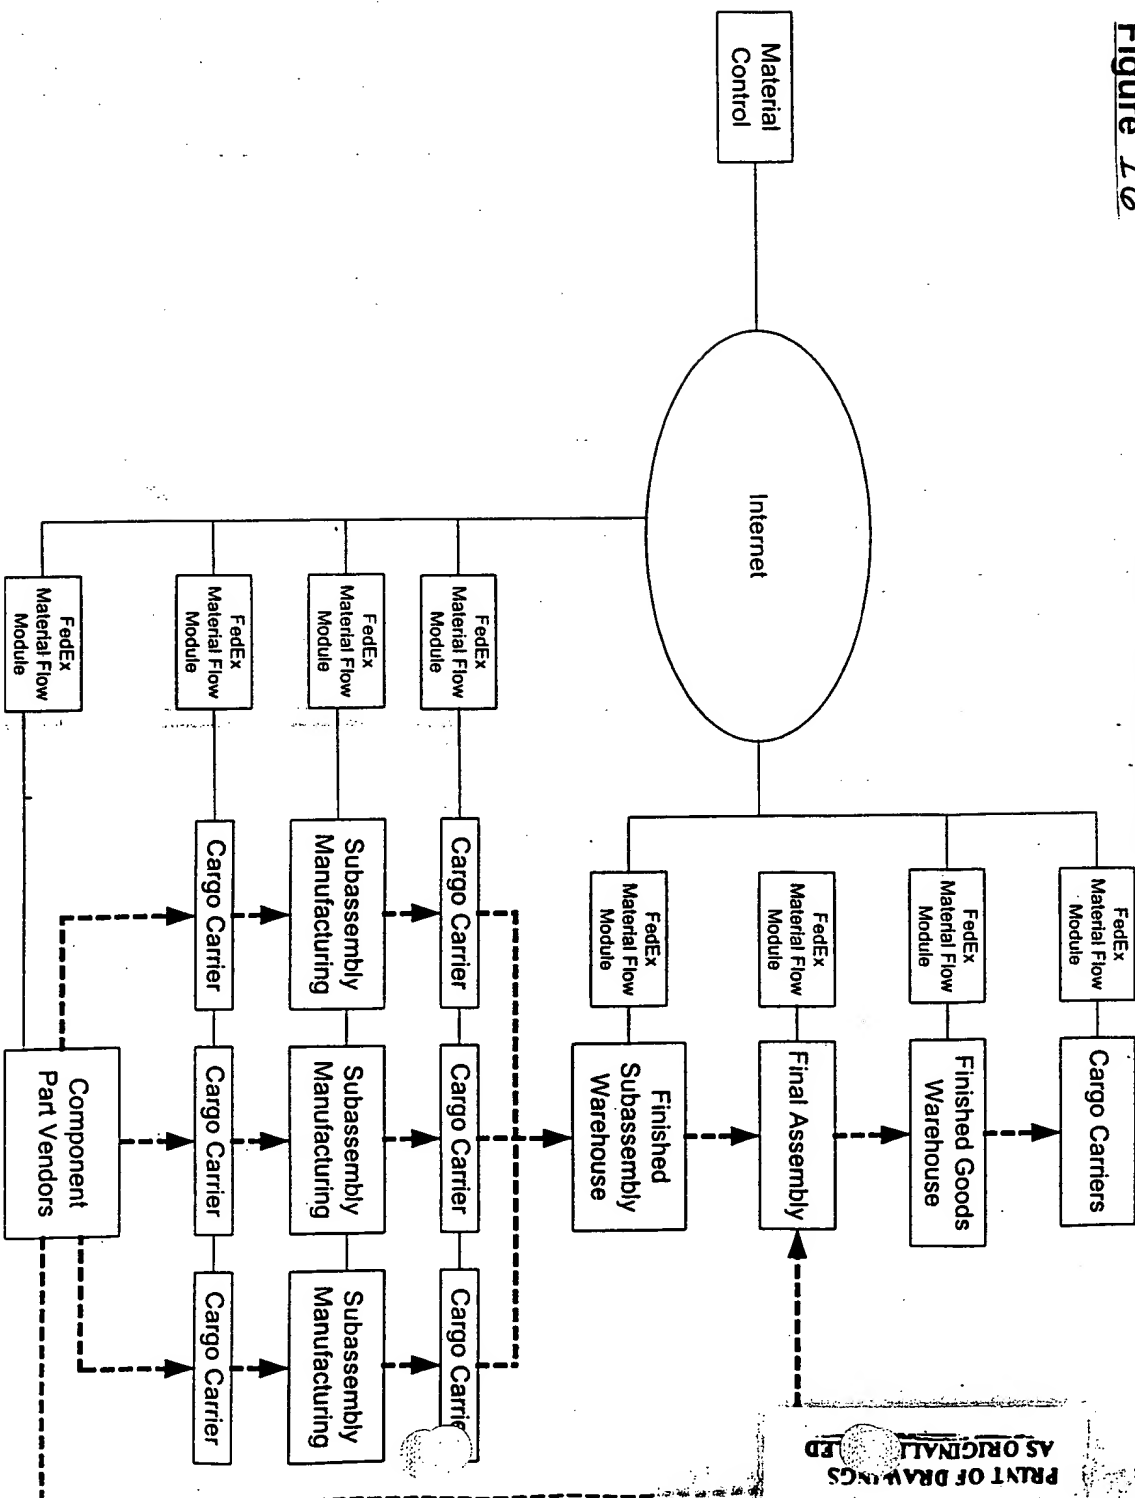 Figure
PRINT OF DRAWINGS
AS ORIGINALLY
FedEx
Material Flow
Module
Cargo Carriers
FedEx
Material Flow
Module
Finished Goods
Warehouse
Material
Control
Internet
FedEx
Material Flow
Module
Final Assembly
FedEx
Material Flow
Module
Finished
Subassembly
Warehouse
FedEx
Material Flow
Module
Cargo Carrier
Cargo Carrier
Cargo Carrier
FedEx
Material Flow
Module
Subassembly
Manufacturing
Subassembly
Manufacturing
Subassembly
Manufacturing
FedEx
Material Flow
Module
Cargo Carrier
Cargo Carrier
Cargo Carrier
FedEx
Material Flow
Module
Component
Part Vendors